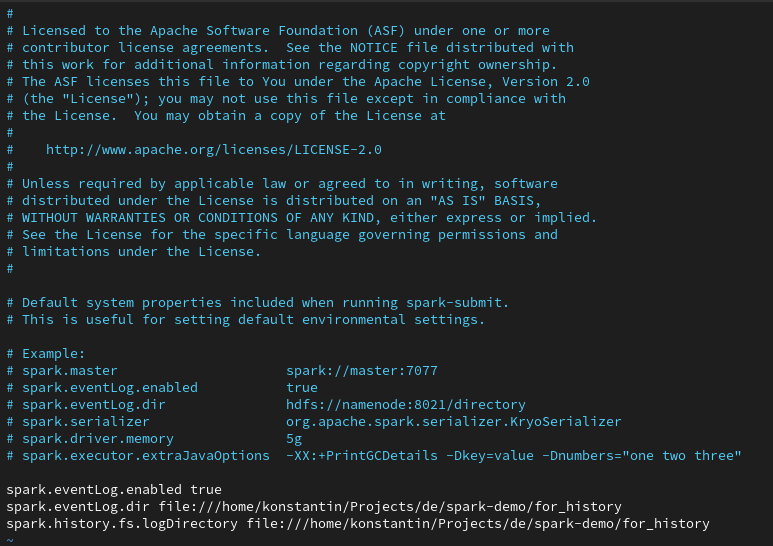 #
# Licensed to the Apache Software Foundation (ASF) under one or more
# contributor license agreements.  See the NOTICE file distributed with
# this work for additional information regarding copyright ownership.
# The ASF licenses this file to You under the Apache License, Version 2.0
# (the "License"); you may not use this file except in compliance with
# the License.  You may obtain a copy of the License at
#
#    http://www.apache.org/licenses/LICENSE-2.0
#
# Unless required by applicable law or agreed to in writing, software
# distributed under the License is distributed on an "AS IS" BASIS,
# WITHOUT WARRANTIES OR CONDITIONS OF ANY KIND, either express or implied.
# See the License for the specific language governing permissions and
# limitations under the License.
#

# Default system properties included when running spark-submit.
# This is useful for setting default environmental settings.

# Example:
# spark.master                     spark://master:7077
# spark.eventLog.enabled           true
# spark.eventLog.dir               hdfs://namenode:8021/directory
# spark.serializer                 org.apache.spark.serializer.KryoSerializer
# spark.driver.memory              5g
# spark.executor.extraJavaOptions  -XX:+PrintGCDetails -Dkey=value -Dnumbers="one two three"

spark.eventLog.enabled true
spark.eventLog.dir file:///home/konstantin/Projects/de/spark-demo/for_history
spark.history.fs.logDirectory file:///home/konstantin/Projects/de/spark-demo/for_history
~